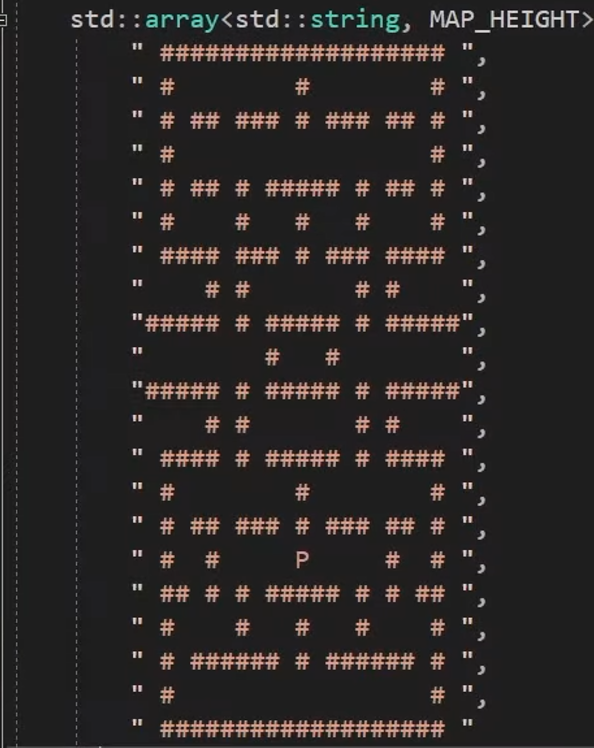 std::array<std::string, MAP_HEIGHT>
" ################### ",
" #        #        # ",
" # ## ### # ### ## # ",
" #                 # ",
" # ## # ##### # ## # ",
" #    #   #   #    # ",
" #### ### # ### #### ",
"    # #       # #    ",
"##### # ##### # #####",
"        #   #        ",
"##### # ##### # #####",
"    # #       # #    ",
" #### # ##### # #### ",
" #        #        # ",
" # ## ### # ### ## # ",
" #  #     P     #  # ",
" ## # # ##### # # ## ",
" #    #   #   #    # ",
" # ###### # ###### # ",
" #                 # ",
" ################### "